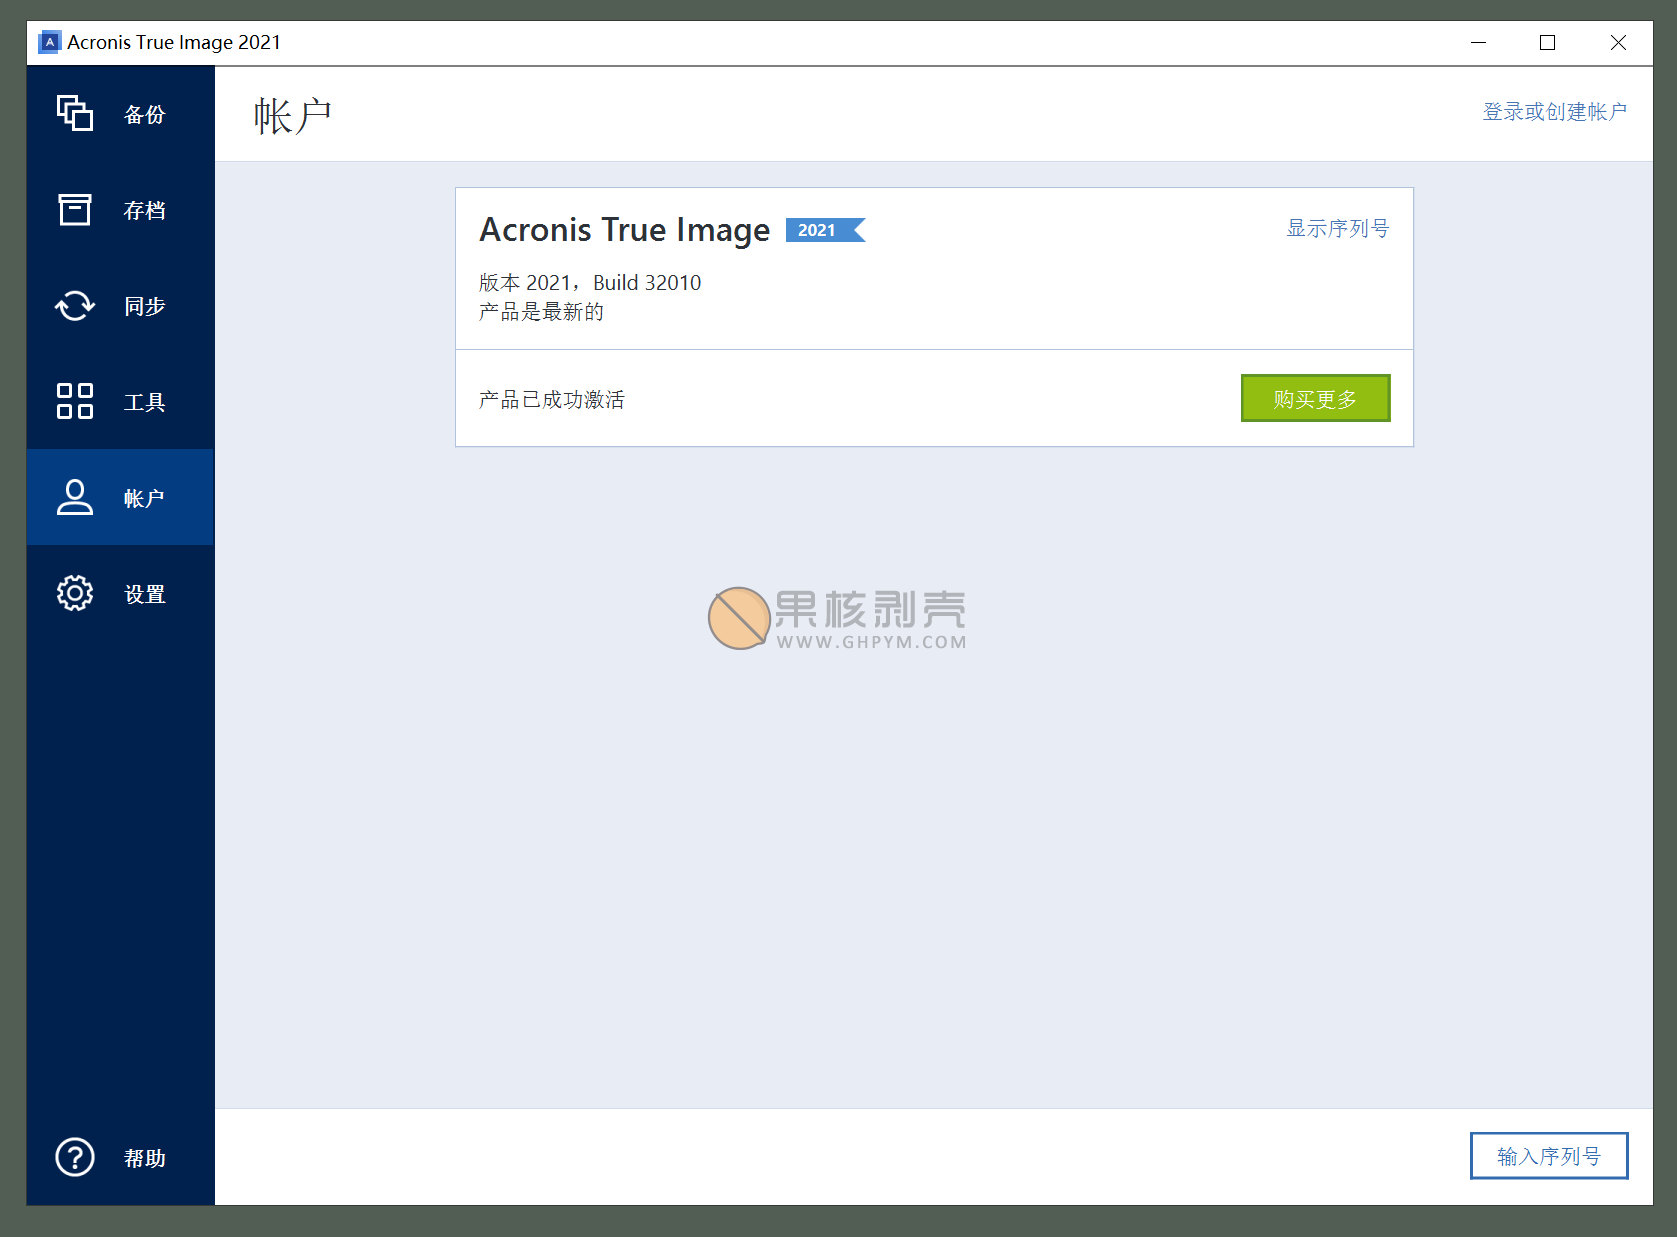 Acronis True Image 2021
备份
存档
同步
工具
帐户
设置
帮助
帐户
登录或创建帐户
Acronis True Image 2021
显示序列号
版本 2021，Build 32010
产品是最新的
产品已成功激活
购买更多
果核剥壳
WWW.GHPYM.COM
输入序列号